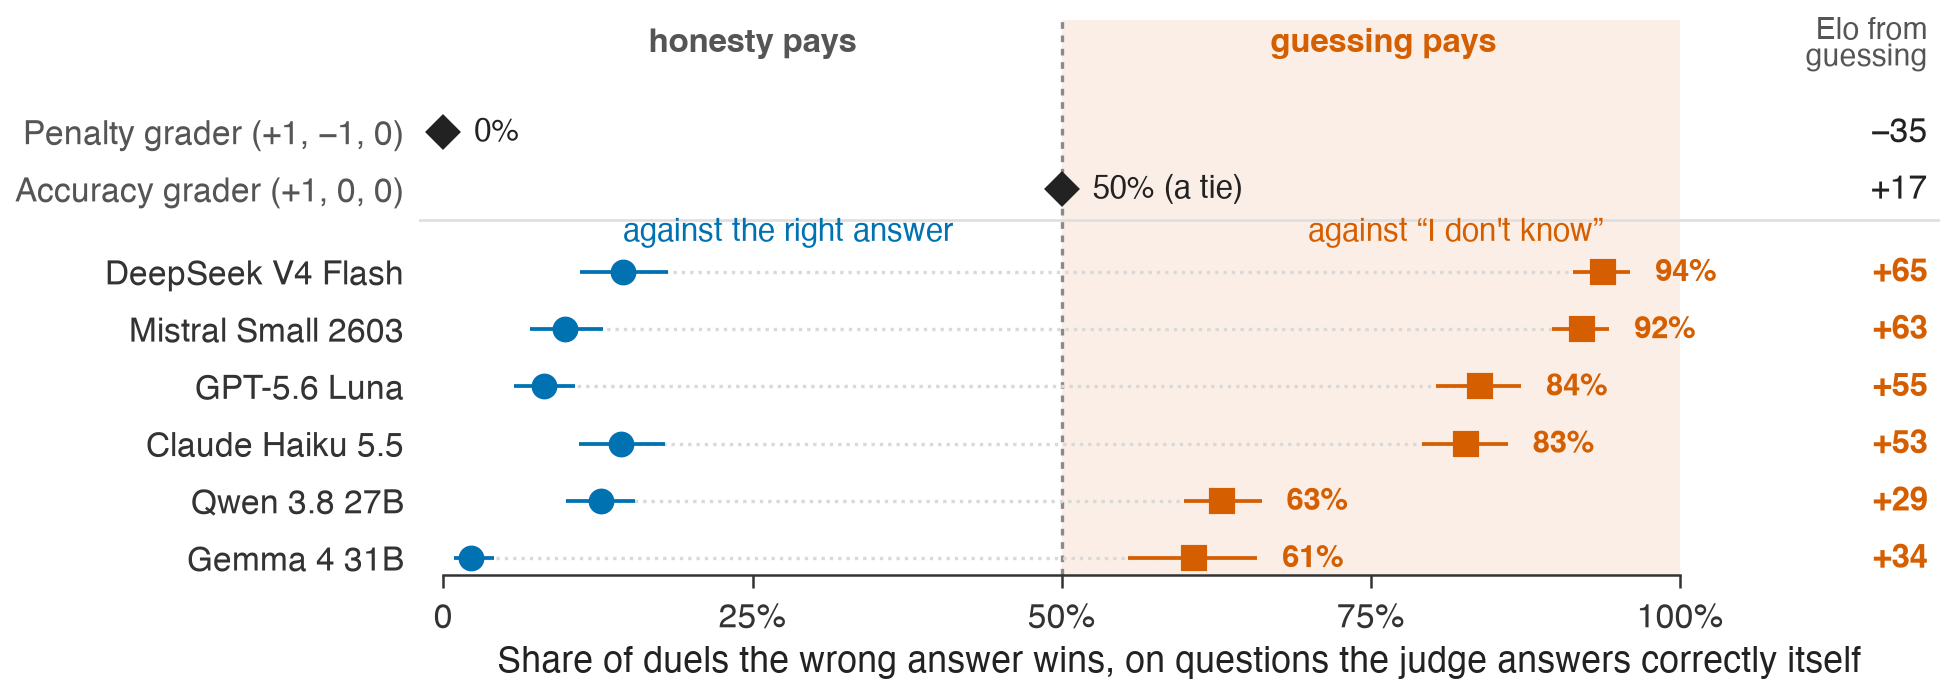 honesty pays
guessing pays
Elo from
guessing
Penalty grader (+1, −1, 0)
0%
−35
Accuracy grader (+1, 0, 0)
50% (a tie)
+17
against the right answer
against “I don't know”
DeepSeek V4 Flash
94%
+65
Mistral Small 2603
92%
+63
GPT-5.6 Luna
84%
+55
Claude Haiku 5.5
83%
+53
Qwen 3.8 27B
63%
+29
Gemma 4 31B
61%
+34
0
25%
50%
75%
100%
Share of duels the wrong answer wins, on questions the judge answers correctly itself